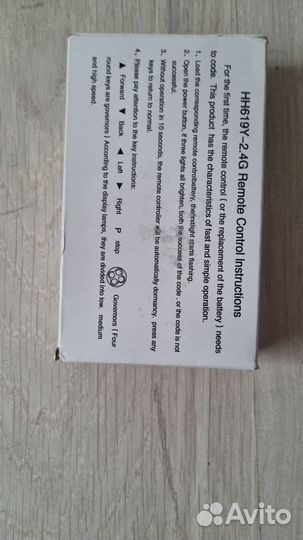 HH619Y-2.4G Remote Control Instructions
For the first time, the remote control ( or the replacement of the battery ) needs
to code. This product has the characteristics of fast and simple operation.
1、Load the corresponding remote controlbattery, thefirstlight starts flashing.
2、Open the power button, if three lights all brighten, both the success of the code , or the code is not
successful.
3、Without operation in 10 seconds, the remote controller will be automatically dormancy, press any
keys to return to normal.
4、Please pay attention to the key instructions:
▲ Forward ▼ Back ◀ Left ▶ Right P stop Governors ( Four
round keys are governors ) According to the display lamps, they are divided into low, medium
and high speed.
Avito